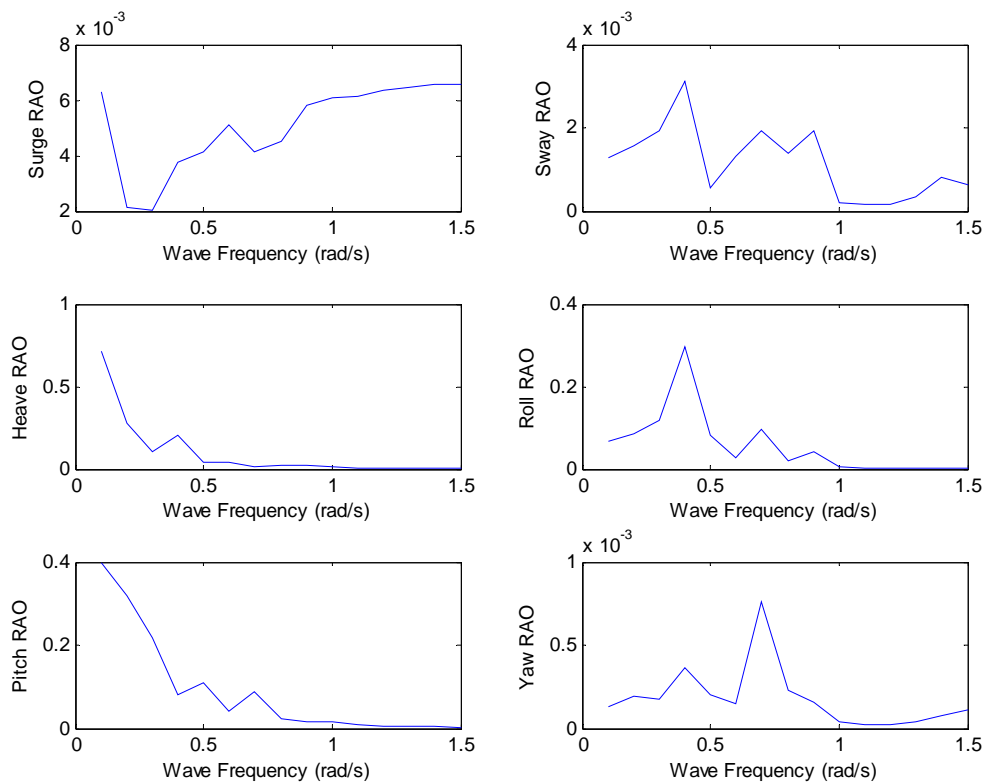 x 10^-3
8
6
4
2
Surge RAO
0 0.5 1 1.5
Wave Frequency (rad/s)
x 10^-3
4
2
0
Sway RAO
0 0.5 1 1.5
Wave Frequency (rad/s)
1
0.5
0
Heave RAO
0 0.5 1 1.5
Wave Frequency (rad/s)
0.4
0.2
0
Roll RAO
0 0.5 1 1.5
Wave Frequency (rad/s)
0.4
0.2
0
Pitch RAO
0 0.5 1 1.5
Wave Frequency (rad/s)
x 10^-3
1
0.5
0
Yaw RAO
0 0.5 1 1.5
Wave Frequency (rad/s)